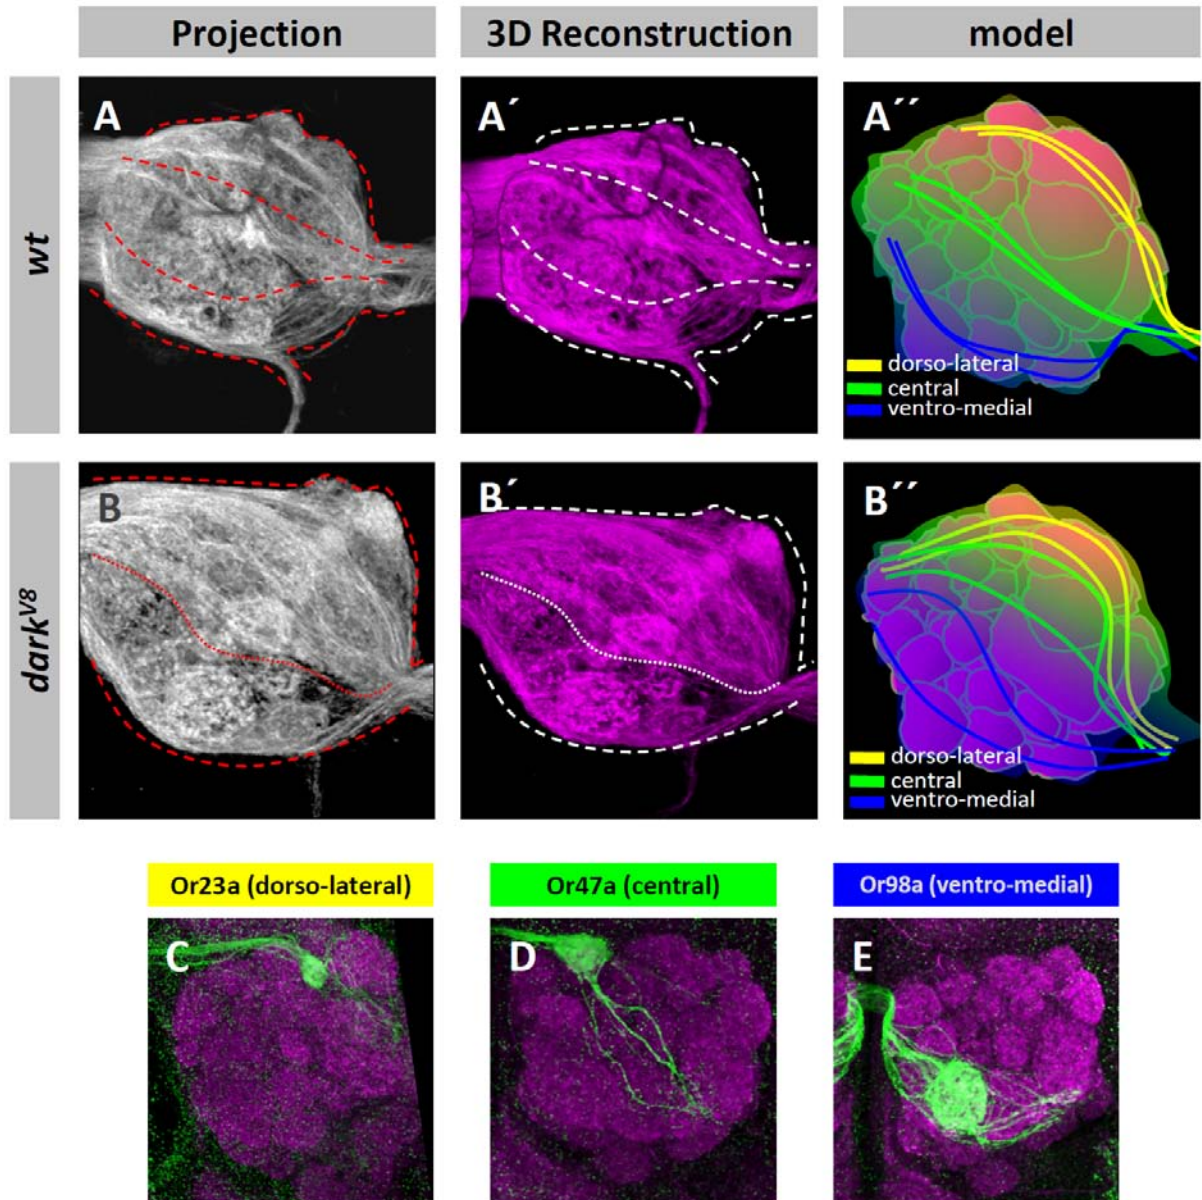 Projection
3D Reconstruction
model
wt
A
A´
A´´
dorso-lateral
central
ventro-medial
dark^V8
B
B´
B´´
dorso-lateral
central
ventro-medial
Or23a (dorso-lateral)
Or47a (central)
Or98a (ventro-medial)
C
D
E